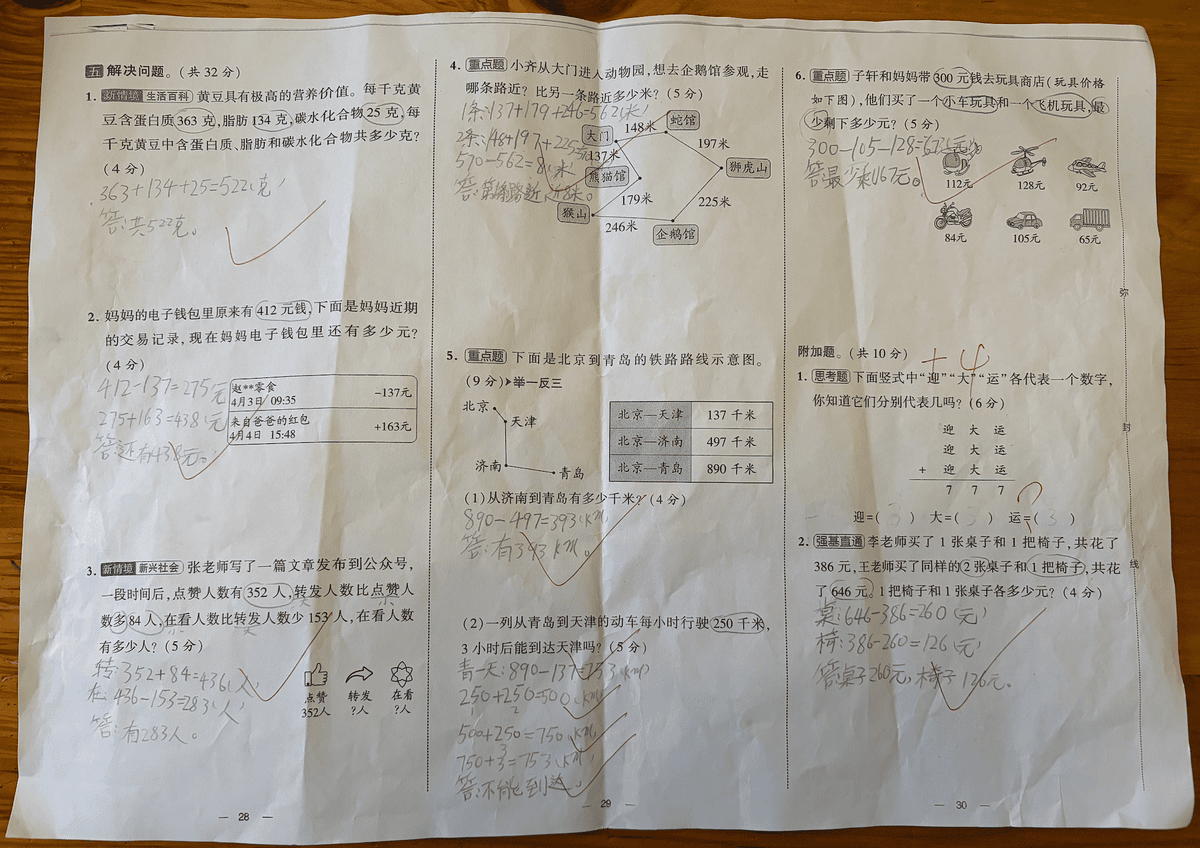 五 解决问题。(共 32 分)
1. 新情境 生活百科 黄豆具有极高的营养价值。每千克黄
豆含蛋白质 363 克,脂肪 134 克,碳水化合物 25 克,每
千克黄豆中含蛋白质、脂肪和碳水化合物共多少克?
(4 分)
363+134+25=522(克)
答:共522克。
2. 妈妈的电子钱包里原来有 412 元钱,下面是妈妈近期
的交易记录,现在妈妈电子钱包里还有多少元?
(4 分)
412-137=275元
275+163=438(元)
答:还有438元。
赵**零食
4月3日 09:35
-137元
来自爸爸的红包
4月4日 15:48
+163元
3. 新情境 新兴社会 张老师写了一篇文章发布到公众号,
一段时间后,点赞人数有 352 人,转发人数比点赞人
数多 84 人,在看人数比转发人数少 153 人,在看人数
有多少人?(5 分)
转:352+84=436(人)
在:436-153=283(人)
答:有283人。
点赞 转发 在看
352人 ?人 ?人
— 28 —
4. 重点题 小齐从大门进入动物园,想去企鹅馆参观,走
哪条路近? 比另一条路近多少米?(5 分)
1条:137+179+246=562(米)
2条:148+197+225=
570-562=8(米)
大门
148米
蛇馆
197米
狮虎山
137米
熊猫馆
179米
225米
猴山
246米
企鹅馆
5. 重点题 下面是北京到青岛的铁路路线示意图。
(9 分)➤举一反三
北京
天津
济南
青岛
北京—天津 137 千米
北京—济南 497 千米
北京—青岛 890 千米
(1)从济南到青岛有多少千米?(4 分)
890-497=393(km)
答:有393km。
(2)一列从青岛到天津的动车每小时行驶 250 千米,
3 小时后能到达天津吗?(5 分)
青—天:890-137=753(km)
250+250=500(km)
1 2
500+250=750(km)
3
750+3=753(km)
答:不能到达。
— 29 —
6. 重点题 子轩和妈妈带 300 元钱去玩具商店(玩具价格
如下图),他们买了一个小车玩具和一个飞机玩具,最
少剩下多少元?(5 分)
300-105-128=67(元)
答:最少剩67元。
112元 128元 92元
84元 105元 65元
附加题。(共 10 分)
+4
1. 思考题 下面竖式中“迎”“大”“运”各代表一个数字,
你知道它们分别代表几吗?(6 分)
迎 大 运
迎 大 运
+ 迎 大 运
7 7 7
迎=( 3 ) 大=( 3 ) 运=( 3 )
2. 强基直通 李老师买了 1 张桌子和 1 把椅子,共花了
386 元,王老师买了同样的 2 张桌子和 1 把椅子,共花
了 646 元。1 把椅子和 1 张桌子各多少元?(4 分)
桌:646-386=260(元)
椅:386-260=126(元)
答:桌子260元,椅子126元。
— 30 —
弥
封
线